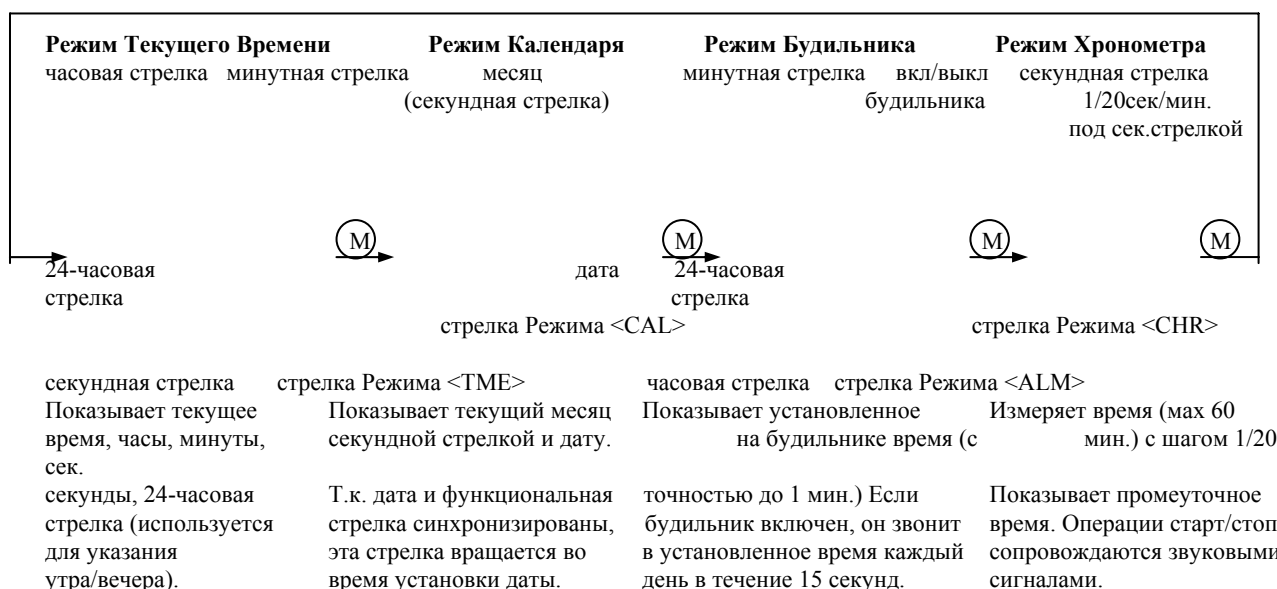 Режим Текущего Времени Режим Календаря Режим Будильника Режим Хронометра
часовая стрелка минутная стрелка месяц минутная стрелка вкл/выкл секундная стрелка
(секундная стрелка) будильника 1/20сек/мин.
под сек.стрелкой
M M M M
24-часовая дата 24-часовая
стрелка стрелка
стрелка Режима <CAL> стрелка Режима <CHR>
секундная стрелка стрелка Режима <TME> часовая стрелка стрелка Режима <ALM>
Показывает текущее Показывает текущий месяц Показывает установленное Измеряет время (мах 60
время, часы, минуты, секундной стрелкой и дату. на будильнике время (с мин.) с шагом 1/20
сек.
секунды, 24-часовая Т.к. дата и функциональная точностью до 1 мин.) Если Показывает промеуточное
стрелка (используется стрелка синхронизированы, будильник включен, он звонит время. Операции старт/стоп
для указания эта стрелка вращается во в установленное время каждый сопровождаются звуковыми
утра/вечера). время установки даты. день в течение 15 секунд. сигналами.